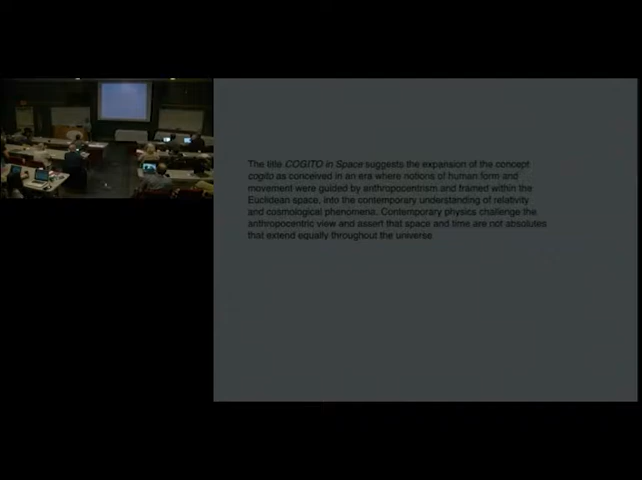 The title COGITO in Space suggests the expansion of the concept
cogito as conceived in an era where notions of human form and
movement were guided by anthropocentrism and framed within the
Euclidean space, into the contemporary understanding of relativity
and cosmological phenomena. Contemporary physics challenge the
anthropocentric view and assert that space and time are not absolutes
that extend equally throughout the universe